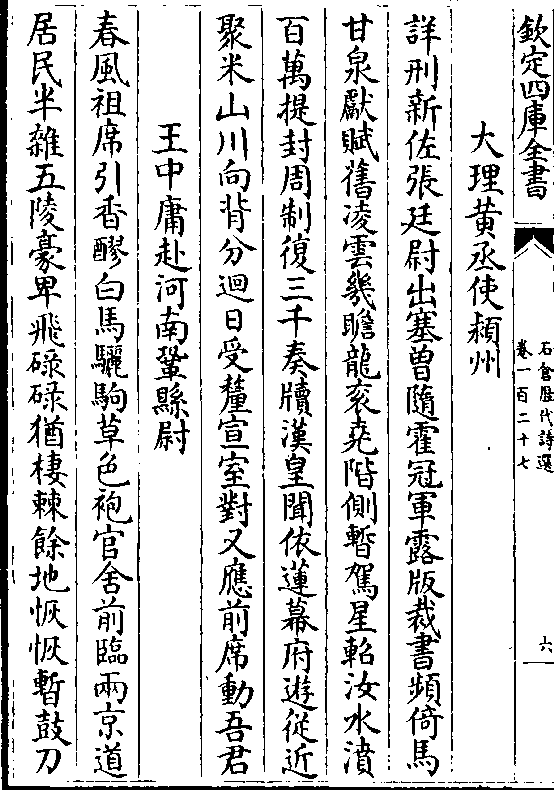 欽定四庫全書
石倉歷代詩選
卷一百二十七
六
大理黄丞使潁州
詳刑新佐張廷尉出塞曽隨霍冠軍露版裁書頻倚馬
甘泉獻賦舊凌雲幾瞻龍衮堯階側暫駕星軺汝水濆
百萬提封周制復三千奏牘漢皇聞依蓮幕府遊從近
聚米山川向背分迴日受釐宣室對又應前席動吾君
王中庸赴河南鞏縣尉
春風祖席引香醪白馬驪駒草色袍官舍前臨兩京道
居民半雜五陵豪卑飛碌碌猶棲棘餘地恢恢暫鼓刀